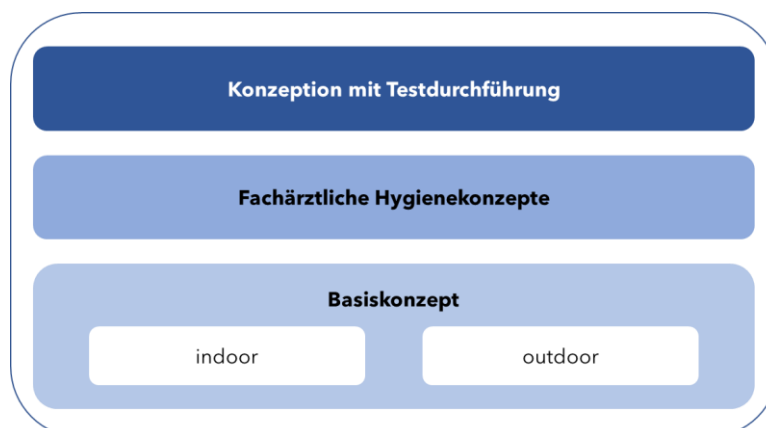 Konzeption mit Testdurchführung
Fachärztliche Hygienekonzepte
Basiskonzept
indoor
outdoor